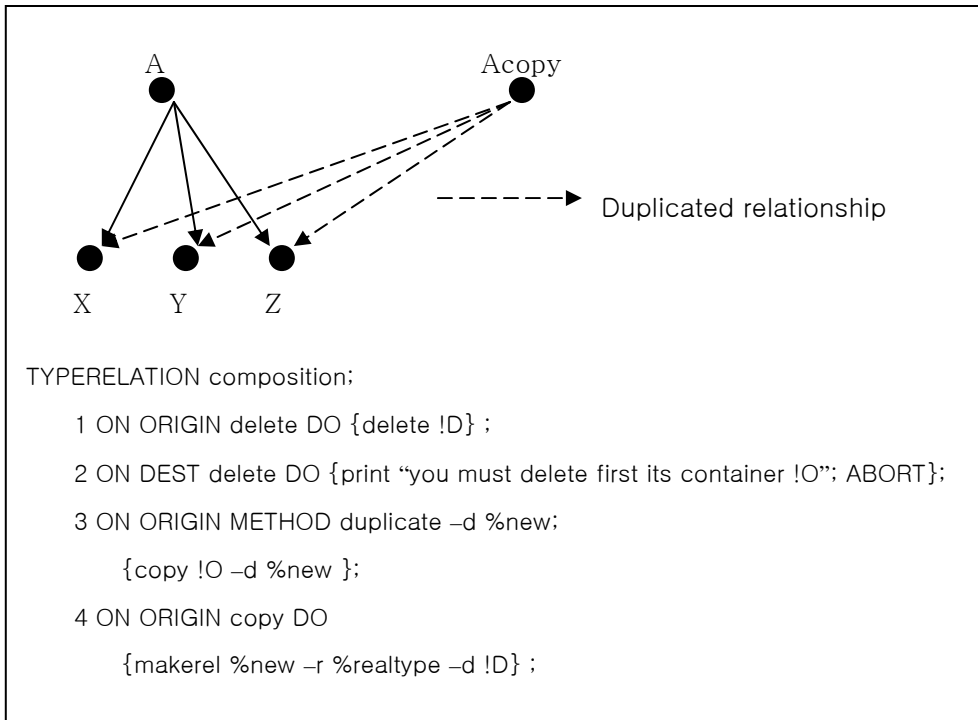 A Acopy
Duplicated relationship
X Y Z
TYPERELATION composition;
1 ON ORIGIN delete DO {delete !D} ;
2 ON DEST delete DO {print “you must delete first its container !O”; ABORT};
3 ON ORIGIN METHOD duplicate –d %new;
{copy !O –d %new };
4 ON ORIGIN copy DO
{makerel %new –r %realtype –d !D} ;